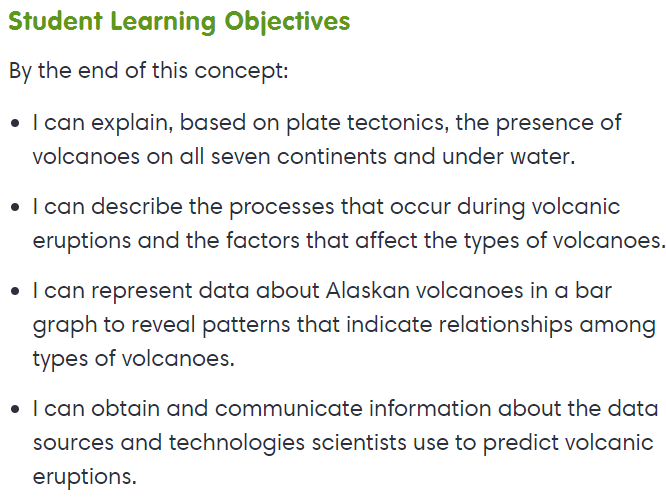 Student Learning Objectives
By the end of this concept:
• I can explain, based on plate tectonics, the presence of
volcanoes on all seven continents and under water.
• I can describe the processes that occur during volcanic
eruptions and the factors that affect the types of volcanoes.
• I can represent data about Alaskan volcanoes in a bar
graph to reveal patterns that indicate relationships among
types of volcanoes.
• I can obtain and communicate information about the data
sources and technologies scientists use to predict volcanic
eruptions.